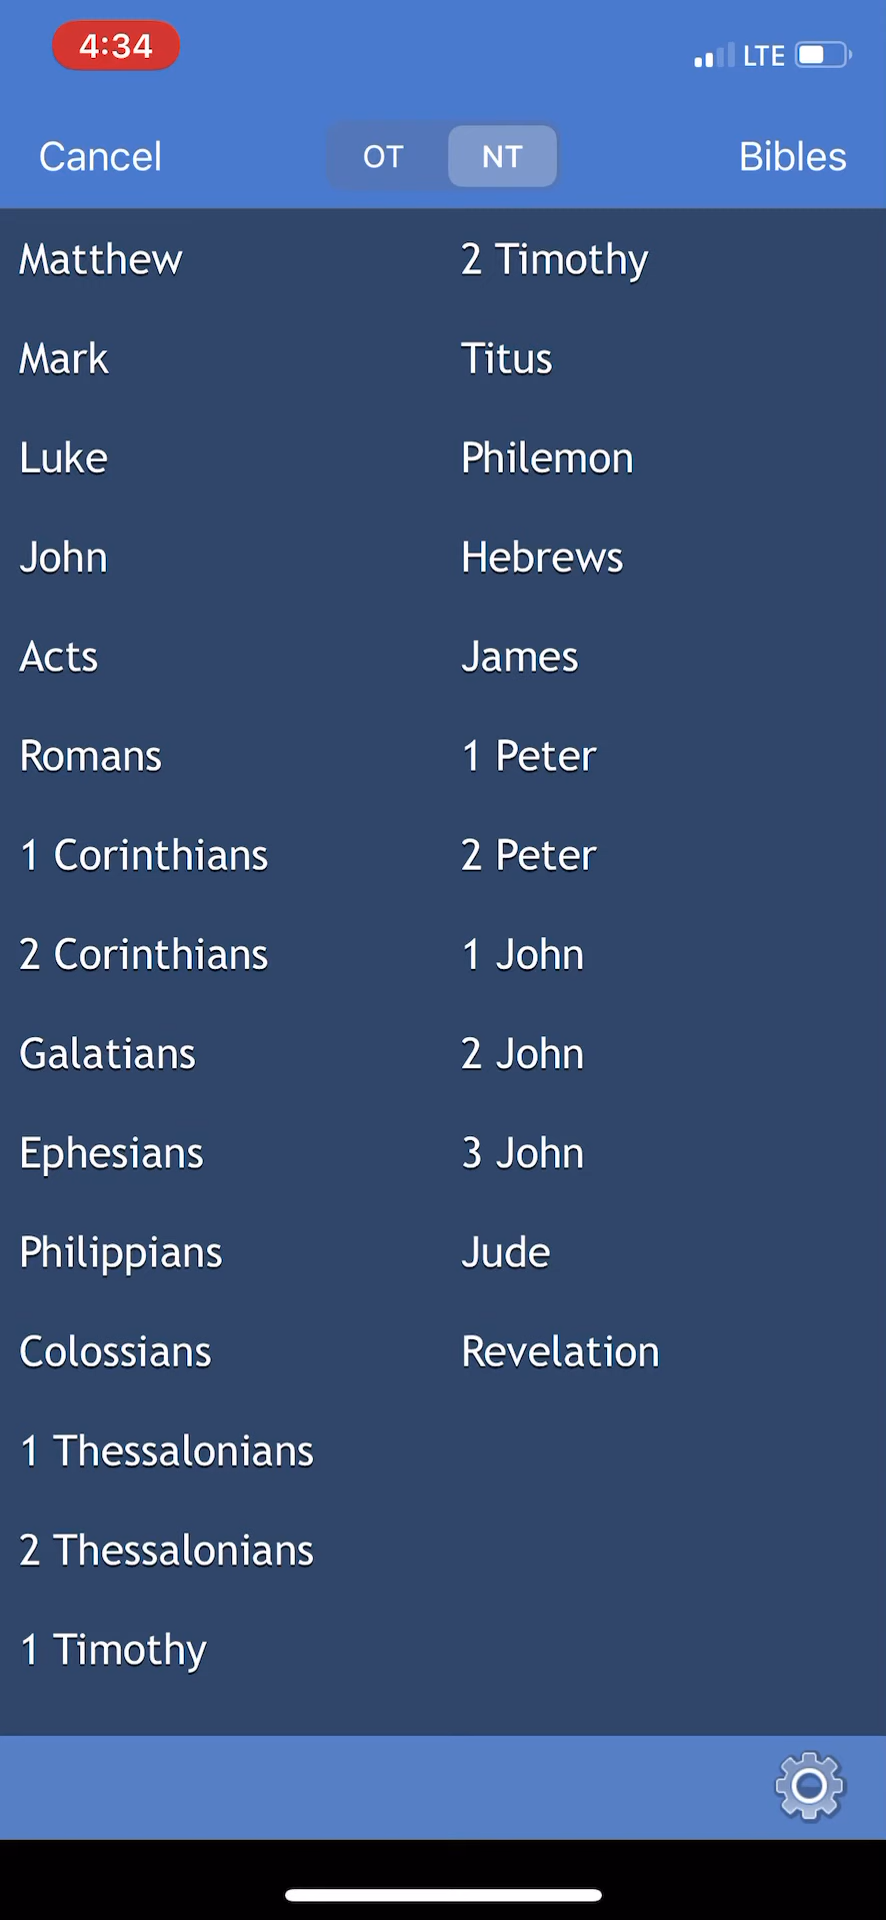 4:34
LTE
Cancel
OT
NT
Bibles
Matthew
Mark
Luke
John
Acts
Romans
1 Corinthians
2 Corinthians
Galatians
Ephesians
Philippians
Colossians
1 Thessalonians
2 Thessalonians
1 Timothy
2 Timothy
Titus
Philemon
Hebrews
James
1 Peter
2 Peter
1 John
2 John
3 John
Jude
Revelation